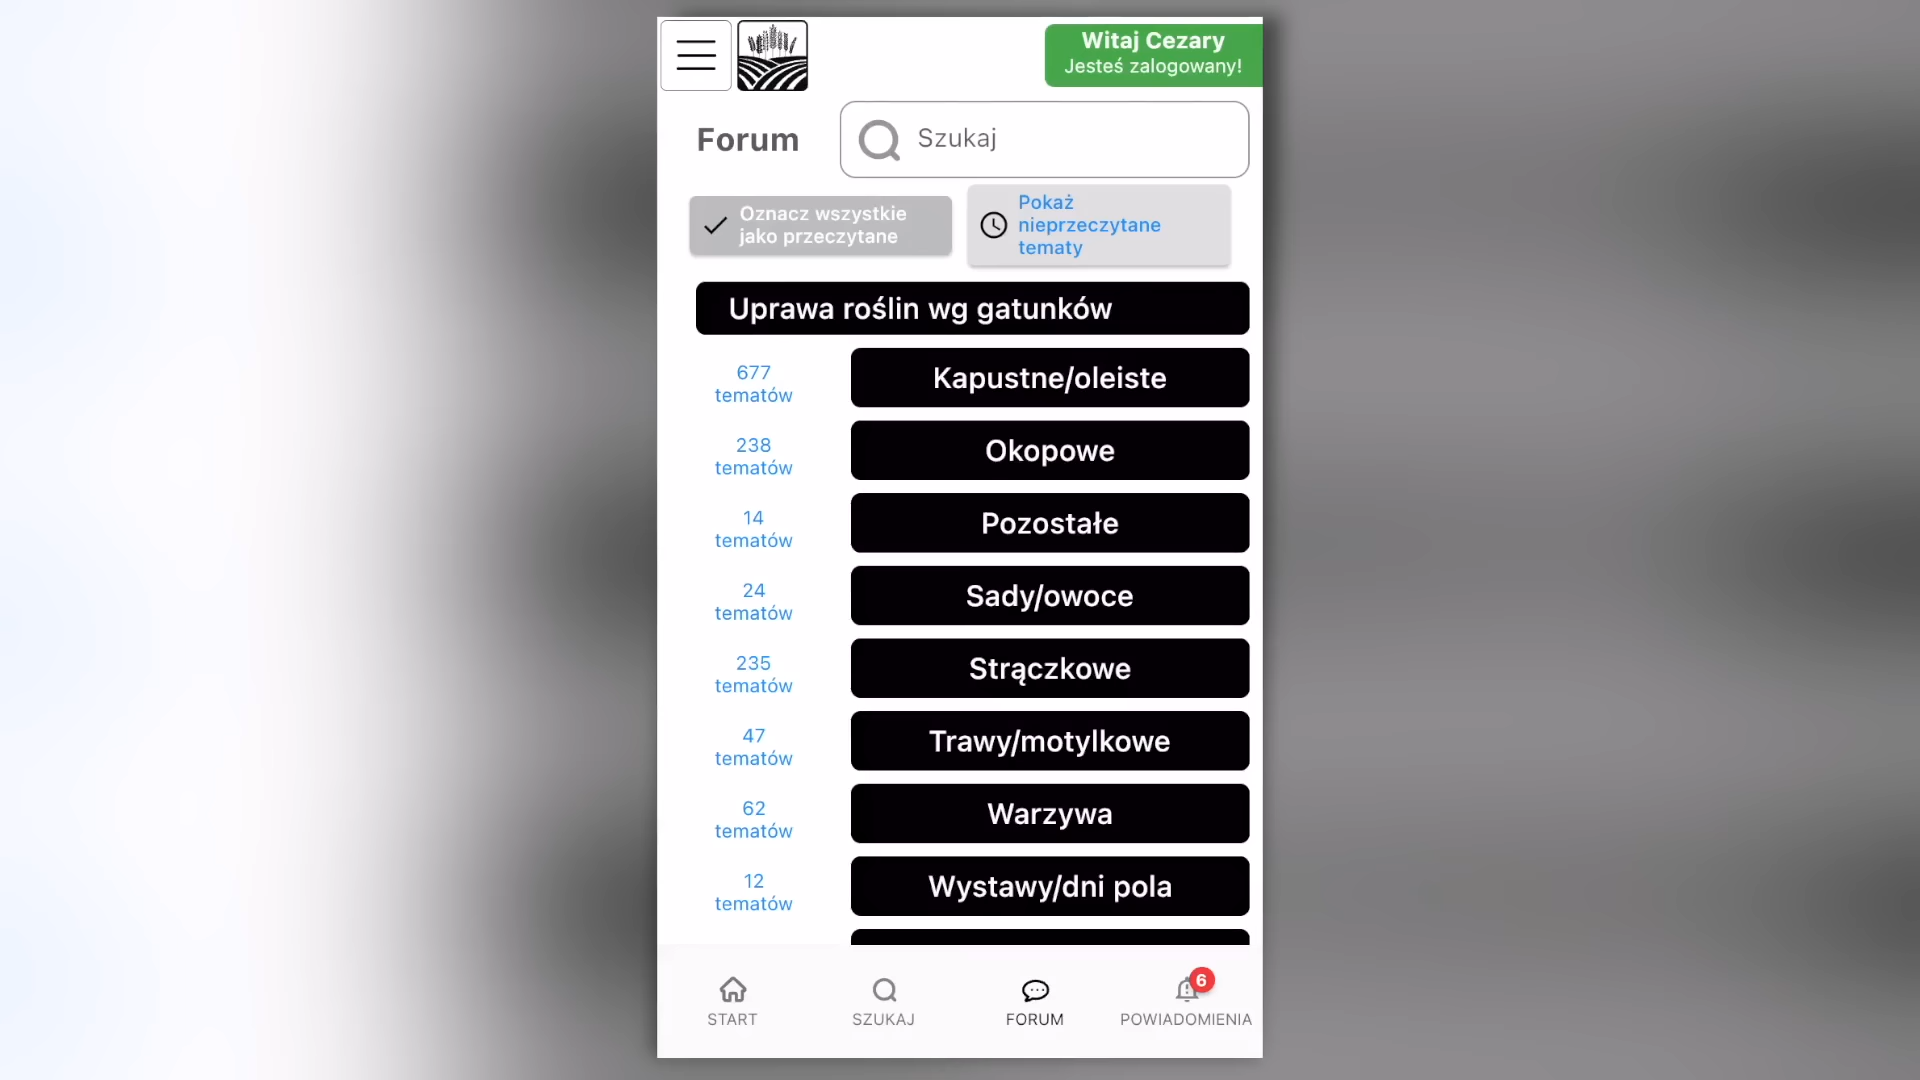 Witaj Cezary
Jesteś zalogowany!
Forum
Szukaj
Oznacz wszystkie
jako przeczytane
Pokaż
nieprzeczytane
tematy
Uprawa roślin wg gatunków
677
tematów
Kapustne/oleiste
238
tematów
Okopowe
14
tematów
Pozostałe
24
tematów
Sady/owoce
235
tematów
Strączkowe
47
tematów
Trawy/motylkowe
62
tematów
Warzywa
12
tematów
Wystawy/dni pola
START
SZUKAJ
FORUM
6
POWIADOMIENIA